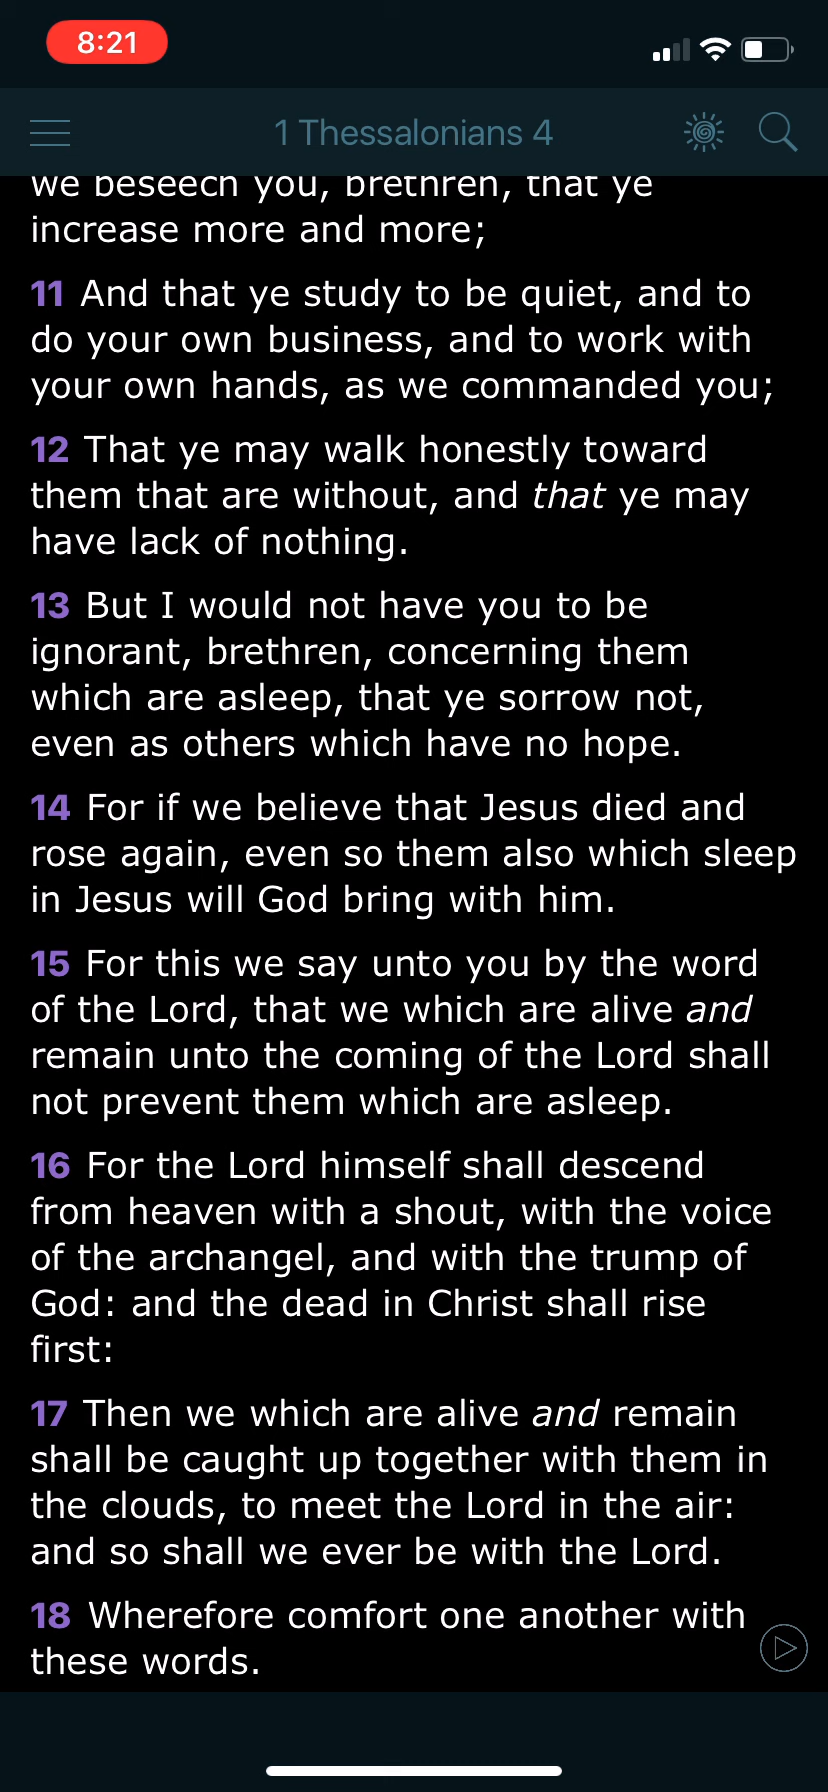 8:21
1 Thessalonians 4
we beseech you, brethren, that ye
increase more and more;
11 And that ye study to be quiet, and to
do your own business, and to work with
your own hands, as we commanded you;
12 That ye may walk honestly toward
them that are without, and that ye may
have lack of nothing.
13 But I would not have you to be
ignorant, brethren, concerning them
which are asleep, that ye sorrow not,
even as others which have no hope.
14 For if we believe that Jesus died and
rose again, even so them also which sleep
in Jesus will God bring with him.
15 For this we say unto you by the word
of the Lord, that we which are alive and
remain unto the coming of the Lord shall
not prevent them which are asleep.
16 For the Lord himself shall descend
from heaven with a shout, with the voice
of the archangel, and with the trump of
God: and the dead in Christ shall rise
first:
17 Then we which are alive and remain
shall be caught up together with them in
the clouds, to meet the Lord in the air:
and so shall we ever be with the Lord.
18 Wherefore comfort one another with
these words.